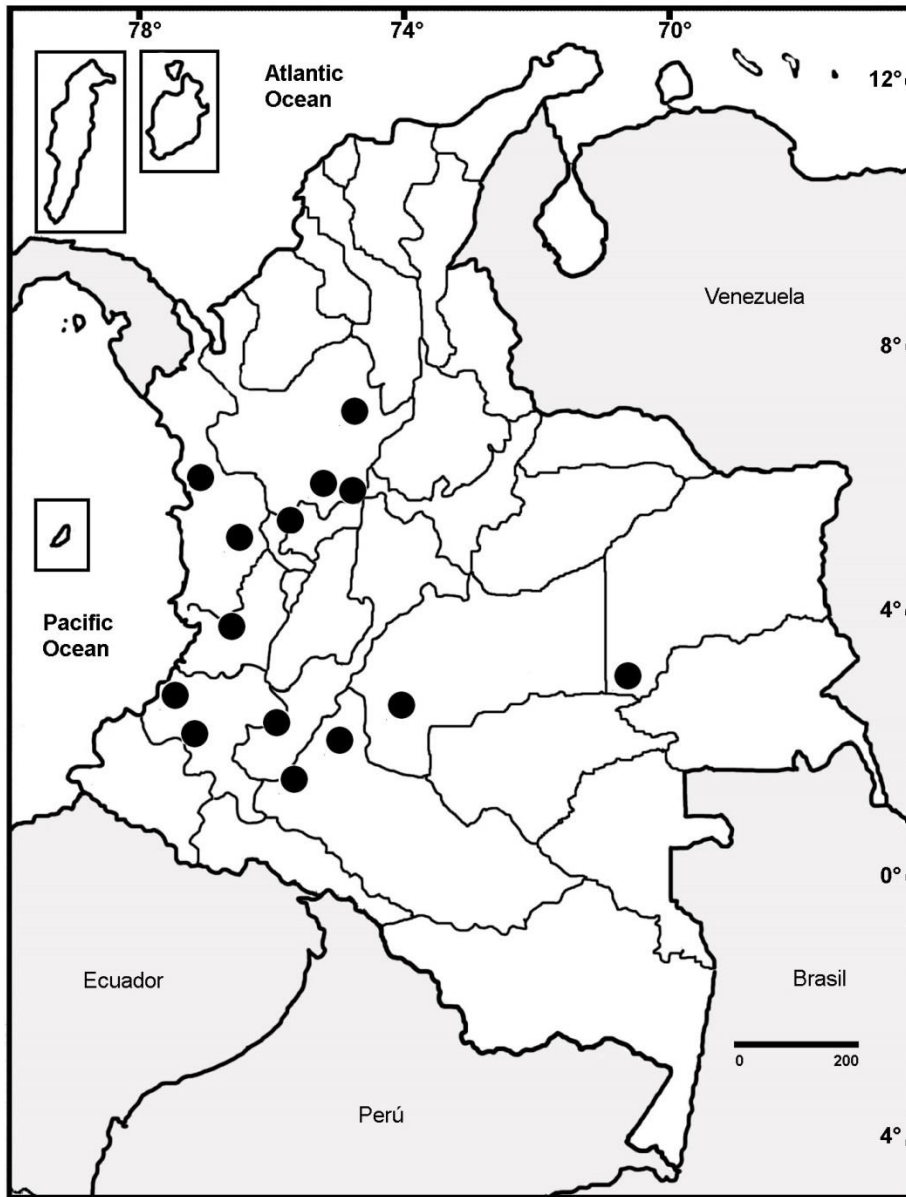 78°
74°
70°
Atlantic
Ocean
12°
Venezuela
8°
4°
Pacific
Ocean
0°
Ecuador
Brasil
0
200
Perú
4°